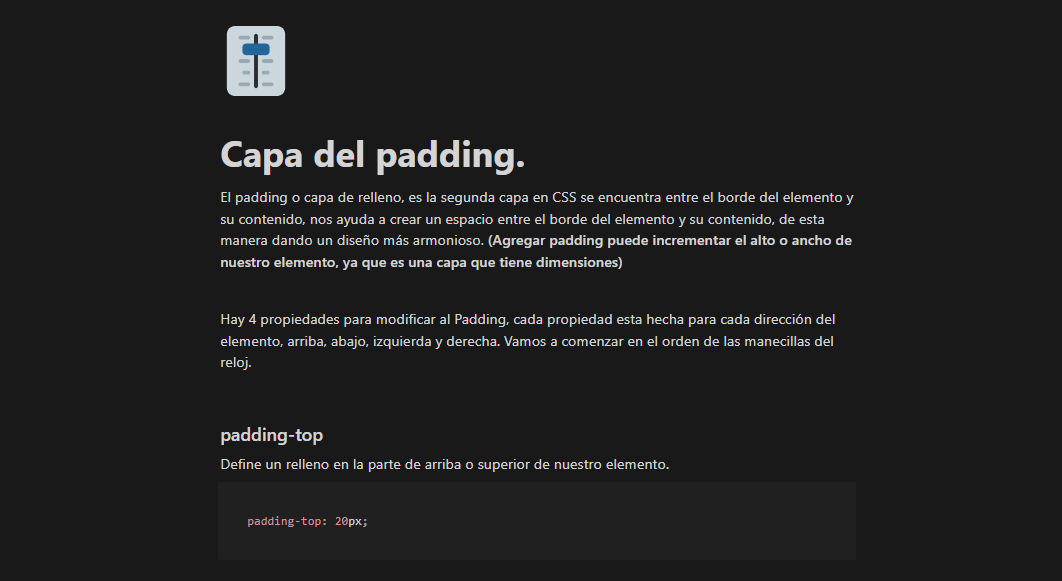 Capa del padding.
El padding o capa de relleno, es la segunda capa en CSS se encuentra entre el borde del elemento y
su contenido, nos ayuda a crear un espacio entre el borde del elemento y su contenido, de esta
manera dando un diseño más armonioso. (Agregar padding puede incrementar el alto o ancho de
nuestro elemento, ya que es una capa que tiene dimensiones)
Hay 4 propiedades para modificar al Padding, cada propiedad esta hecha para cada dirección del
elemento, arriba, abajo, izquierda y derecha. Vamos a comenzar en el orden de las manecillas del
reloj.
padding-top
Define un relleno en la parte de arriba o superior de nuestro elemento.
padding-top: 20px;